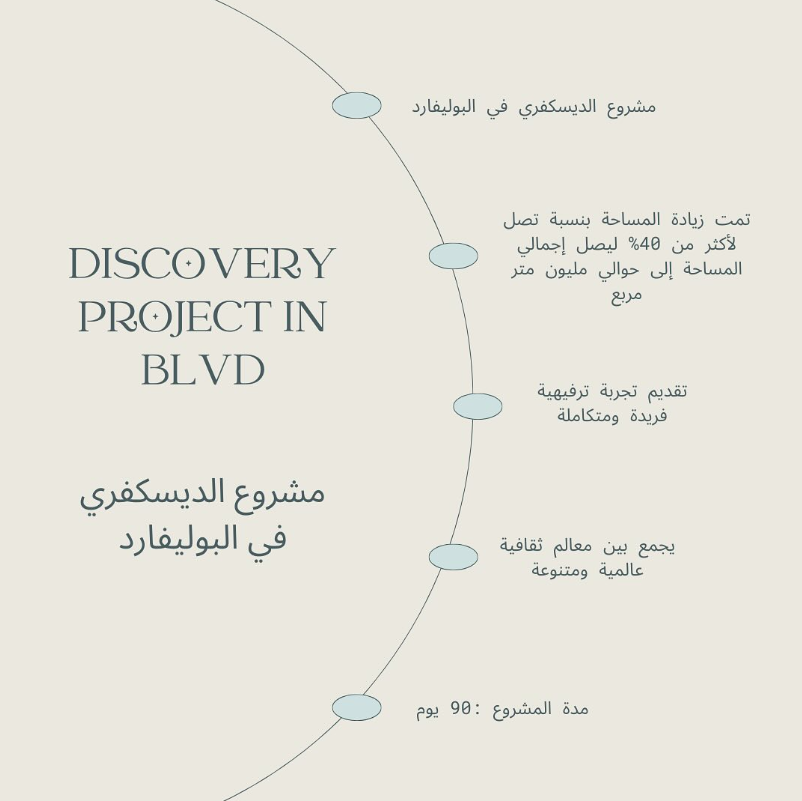 DISCOVERY
PROJECT IN
BLVD
مشروع الديسكفري
في البوليفارد
مشروع الديسكفري في البوليفارد
تمت زيادة المساحة بنسبة تصل
لأكثر من 40% ليصل إجمالي
المساحة إلى حوالي مليون متر
مربع
تقديم تجربة ترفيهية
فريدة ومتكاملة
يجمع بين معالم ثقافية
عالمية ومتنوعة
مدة المشروع :90 يوم